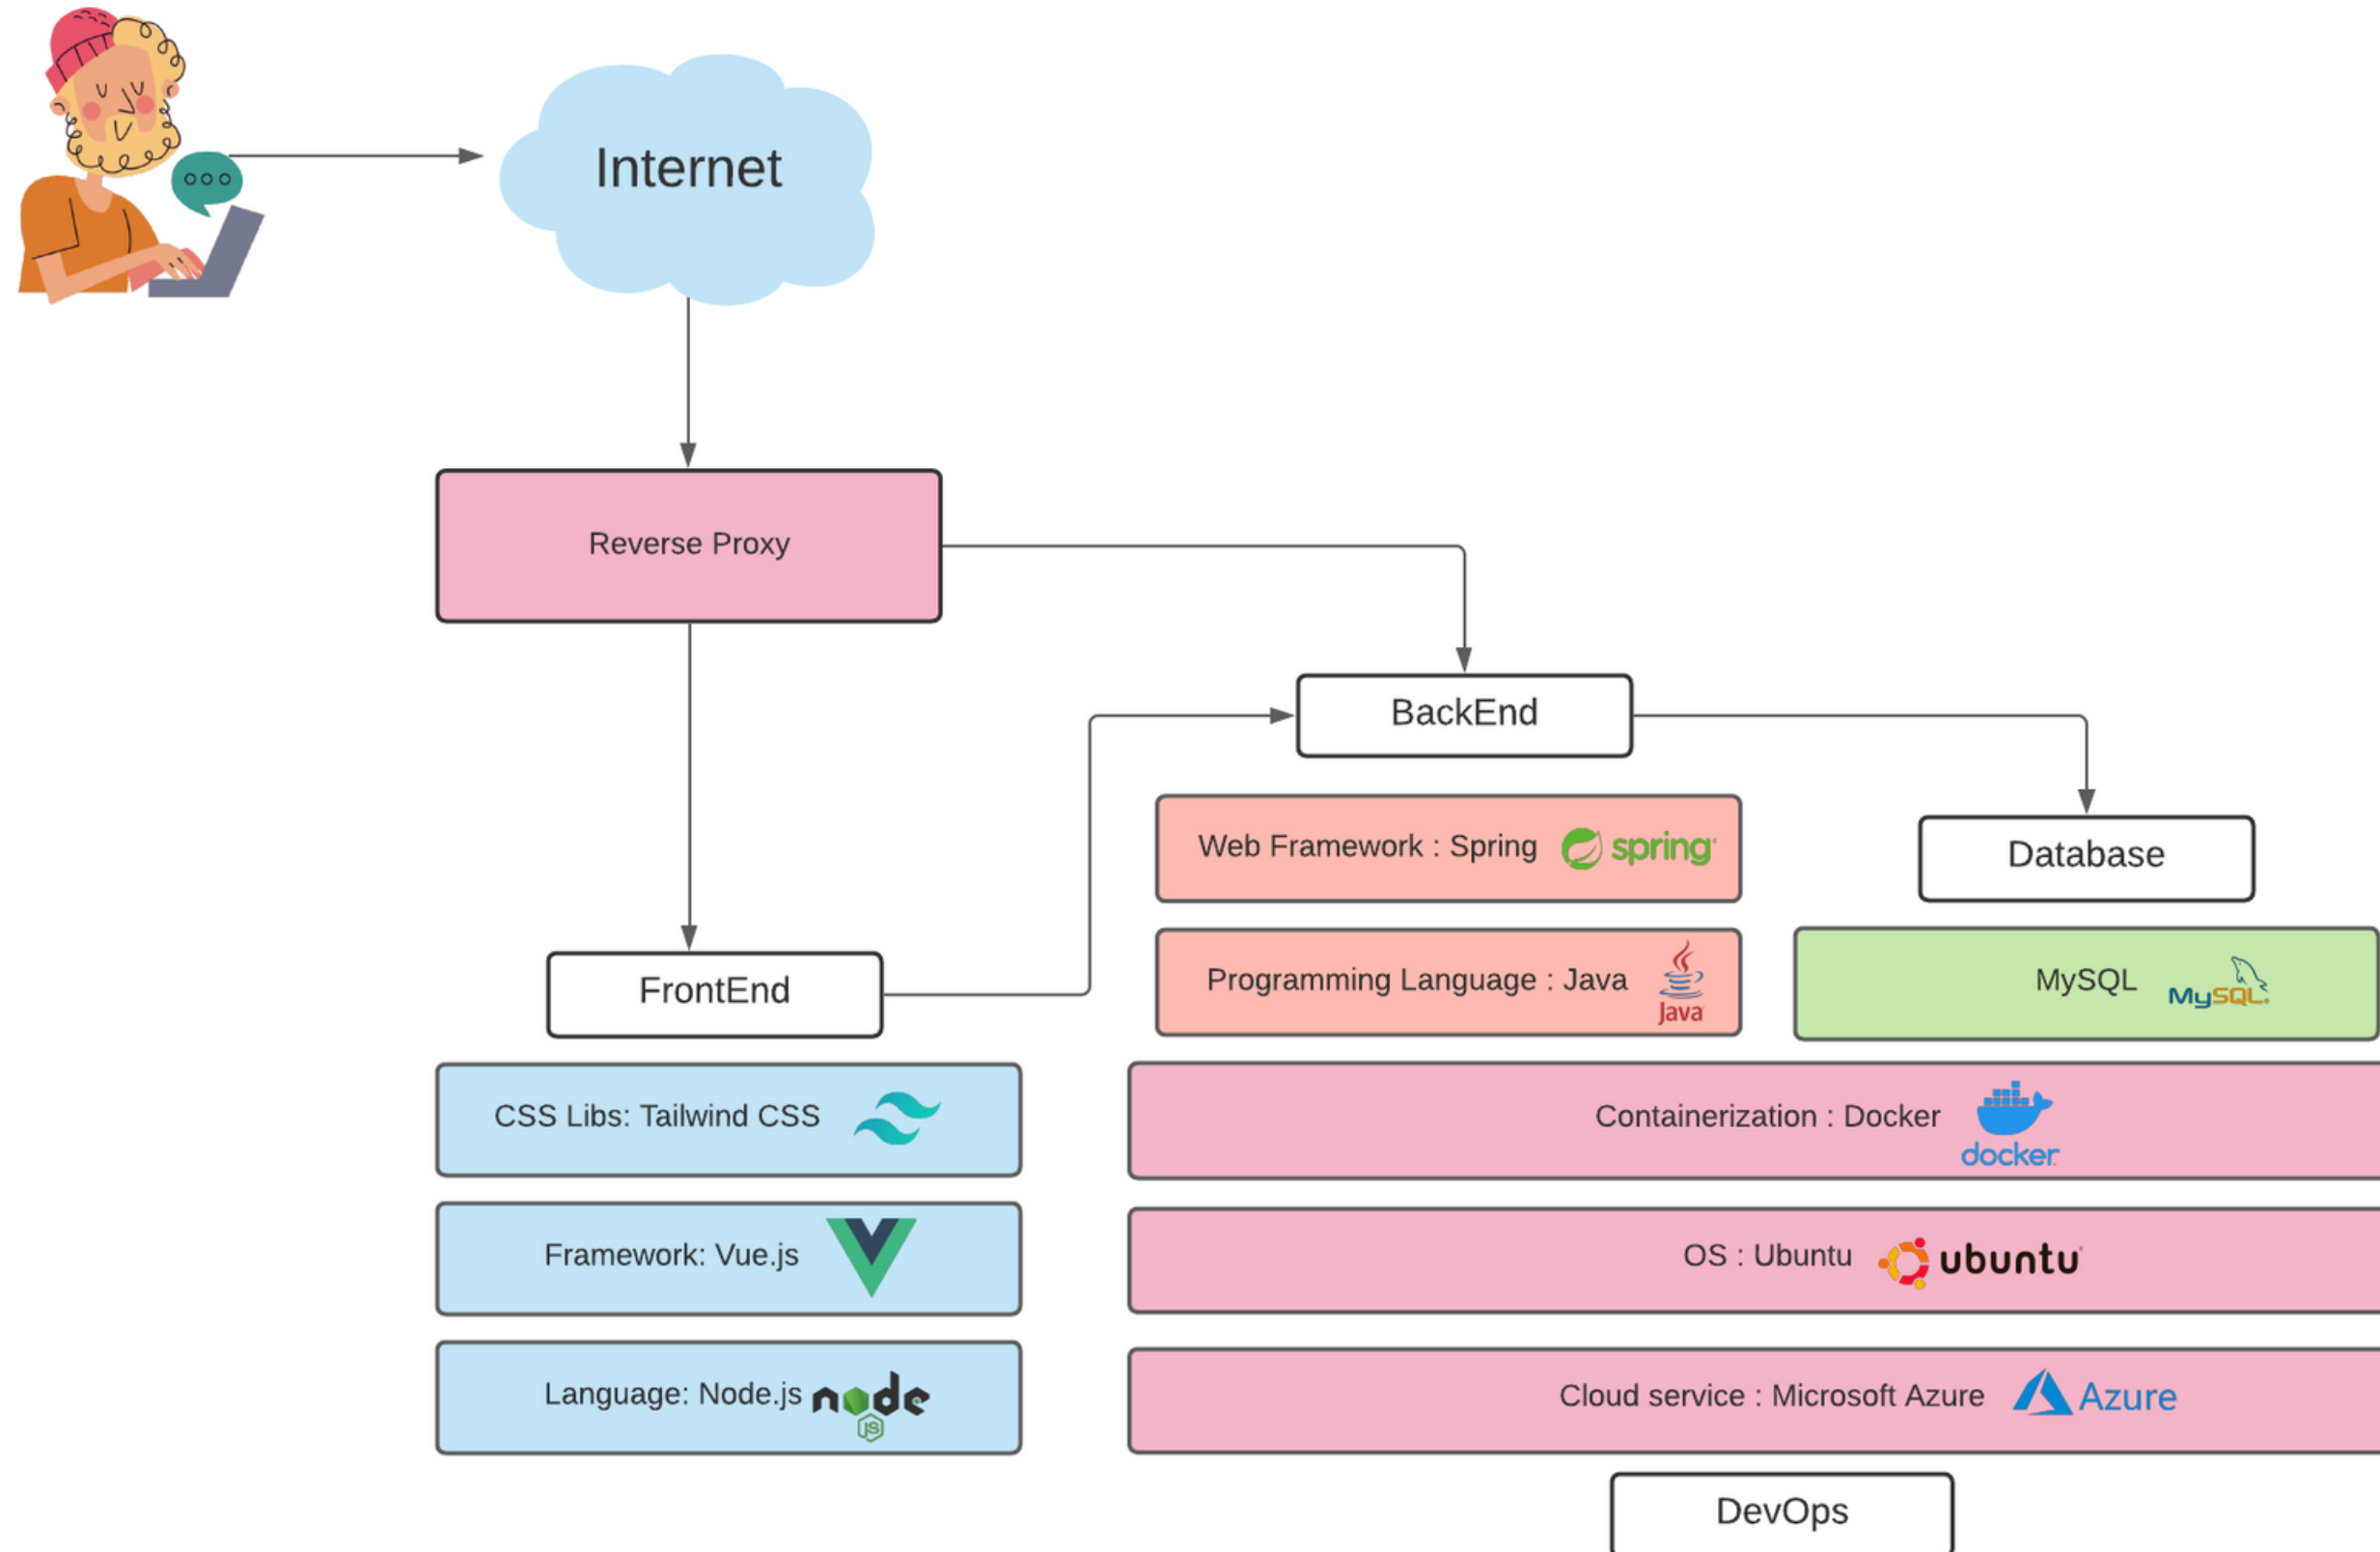 Internet
Reverse Proxy
BackEnd
Web Framework : Spring spring
Database
Programming Language : Java Java
MySQL MySQL
FrontEnd
CSS Libs: Tailwind CSS
Containerization : Docker docker
Framework: Vue.js
OS : Ubuntu ubuntu
Language: Node.js node JS
Cloud service : Microsoft Azure Azure
DevOps